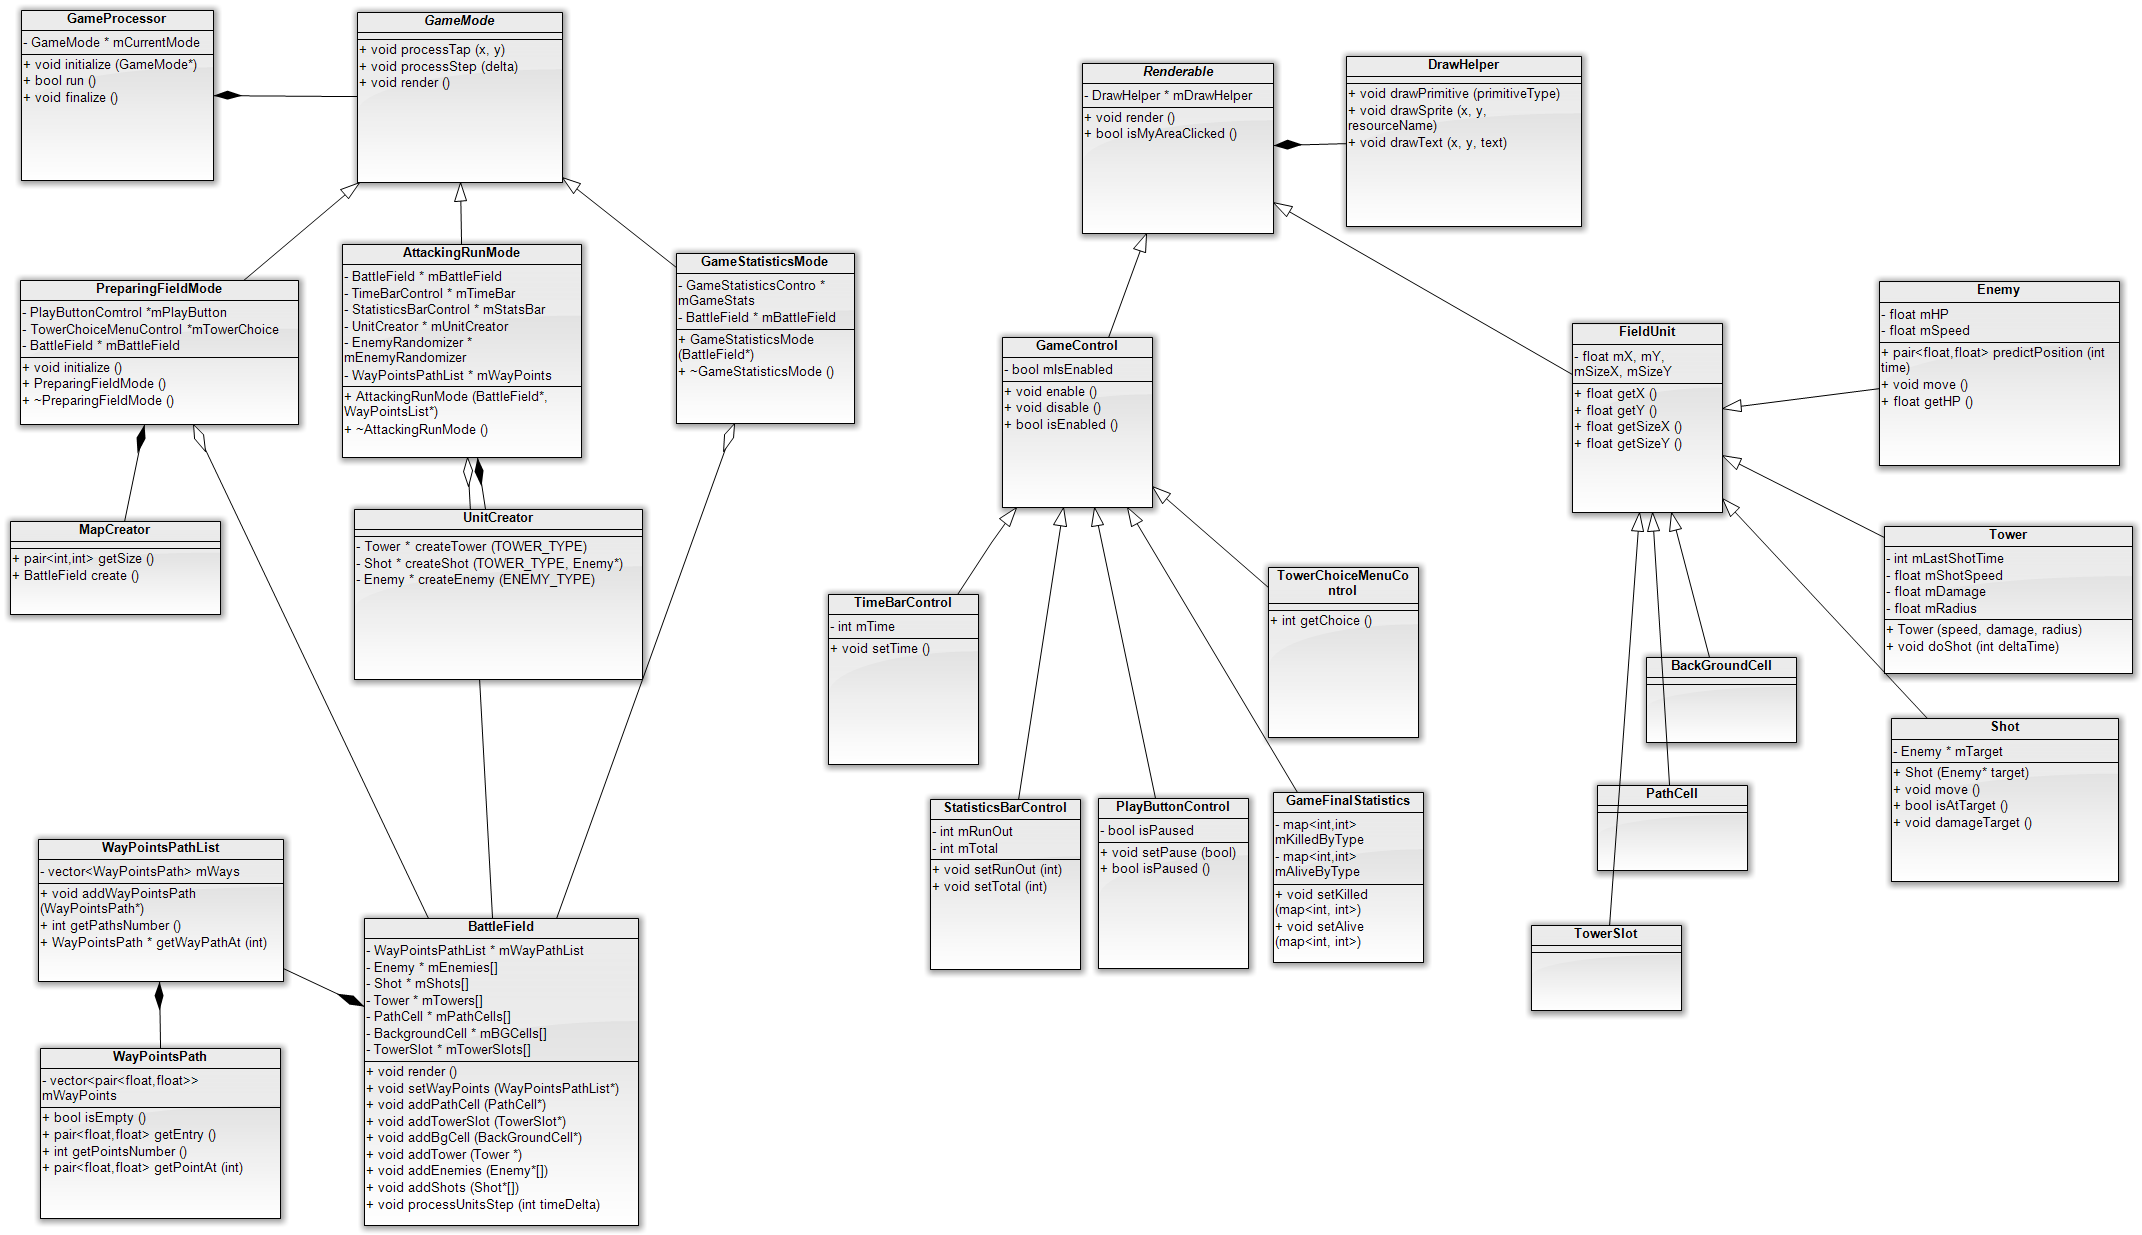 GameProcessor
- GameMode * mCurrentMode
+ void initialize (GameMode*)
+ bool run ()
+ void finalize ()
GameMode
+ void processTap (x, y)
+ void processStep (delta)
+ void render ()
Renderable
- DrawHelper * mDrawHelper
+ void render ()
+ bool isMyAreaClicked ()
DrawHelper
+ void drawPrimitive (primitiveType)
+ void drawSprite (x, y,
resourceName)
+ void drawText (x, y, text)
PreparingFieldMode
- PlayButtonComtrol *mPlayButton
- TowerChoiceMenuControl *mTowerChoice
- BattleField * mBattleField
+ void initialize ()
+ PreparingFieldMode ()
+ ~PreparingFieldMode ()
AttackingRunMode
- BattleField * mBattleField
- TimeBarControl * mTimeBar
- StatisticsBarControl * mStatsBar
- UnitCreator * mUnitCreator
- EnemyRandomizer *
mEnemyRandomizer
- WayPointsPathList * mWayPoints
+ AttackingRunMode (BattleField*,
WayPointsList*)
+ ~AttackingRunMode ()
GameStatisticsMode
- GameStatisticsContro *
mGameStats
- BattleField * mBattleField
+ GameStatisticsMode
(BattleField*)
+ ~GameStatisticsMode ()
GameControl
- bool mIsEnabled
+ void enable ()
+ void disable ()
+ bool isEnabled ()
FieldUnit
- float mX, mY,
mSizeX, mSizeY
+ float getX ()
+ float getY ()
+ float getSizeX ()
+ float getSizeY ()
Enemy
- float mHP
- float mSpeed
+ pair<float,float> predictPosition (int
time)
+ void move ()
+ float getHP ()
MapCreator
+ pair<int,int> getSize ()
+ BattleField create ()
UnitCreator
- Tower * createTower (TOWER_TYPE)
- Shot * createShot (TOWER_TYPE, Enemy*)
- Enemy * createEnemy (ENEMY_TYPE)
TimeBarControl
- int mTime
+ void setTime ()
TowerChoiceMenuCo
ntrol
+ int getChoice ()
Tower
- int mLastShotTime
- float mShotSpeed
- float mDamage
- float mRadius
+ Tower (speed, damage, radius)
+ void doShot (int deltaTime)
BackGroundCell
Shot
- Enemy * mTarget
+ Shot (Enemy* target)
+ void move ()
+ bool isAtTarget ()
+ void damageTarget ()
PathCell
StatisticsBarControl
- int mRunOut
- int mTotal
+ void setRunOut (int)
+ void setTotal (int)
PlayButtonControl
- bool isPaused
+ void setPause (bool)
+ bool isPaused ()
GameFinalStatistics
- map<int,int>
mKilledByType
- map<int,int>
mAliveByType
+ void setKilled
(map<int, int>)
+ void setAlive
(map<int, int>)
TowerSlot
WayPointsPathList
- vector<WayPointsPath> mWays
+ void addWayPointsPath
(WayPointsPath*)
+ int getPathsNumber ()
+ WayPointsPath * getWayPathAt (int)
BattleField
- WayPointsPathList * mWayPathList
- Enemy * mEnemies[]
- Shot * mShots[]
- Tower * mTowers[]
- PathCell * mPathCells[]
- BackgroundCell * mBGCells[]
- TowerSlot * mTowerSlots[]
+ void render ()
+ void setWayPoints (WayPointsPathList*)
+ void addPathCell (PathCell*)
+ void addTowerSlot (TowerSlot*)
+ void addBgCell (BackGroundCell*)
+ void addTower (Tower *)
+ void addEnemies (Enemy*[])
+ void addShots (Shot*[])
+ void processUnitsStep (int timeDelta)
WayPointsPath
- vector<pair<float,float>>
mWayPoints
+ bool isEmpty ()
+ pair<float,float> getEntry ()
+ int getPointsNumber ()
+ pair<float,float> getPointAt (int)